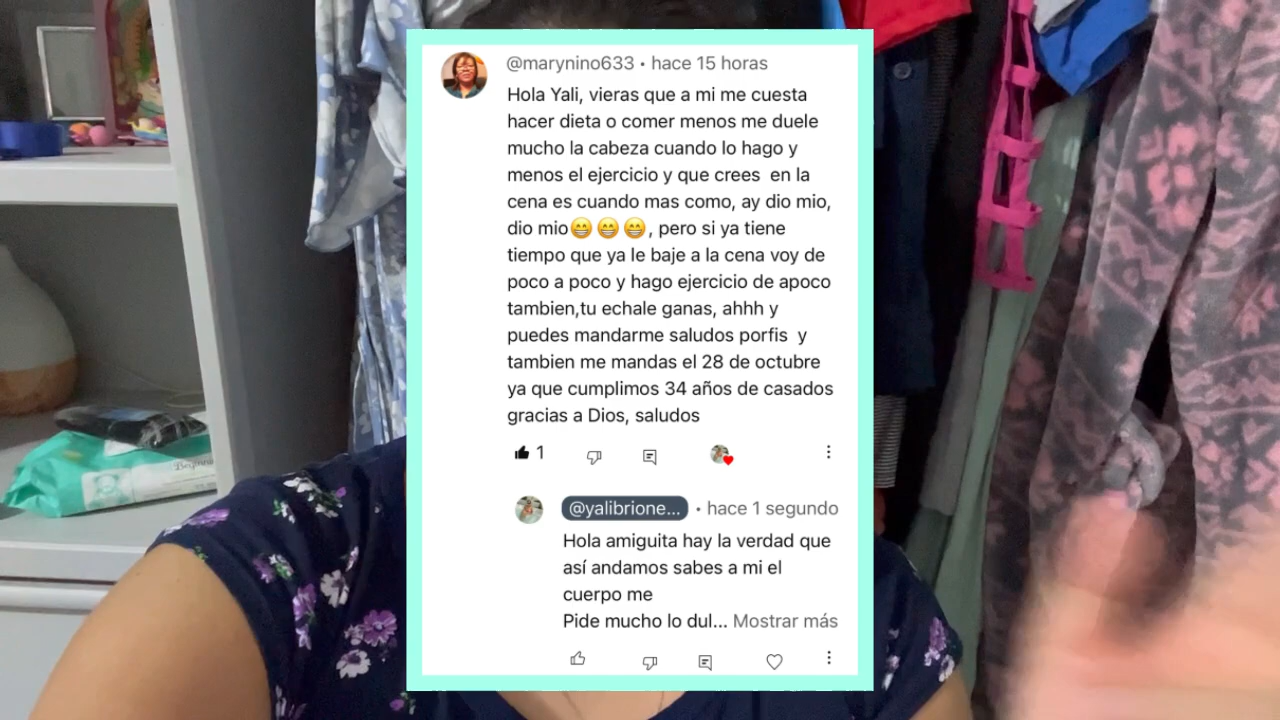 @marynino633 • hace 15 horas
Hola Yali, vieras que a mi me cuesta
hacer dieta o comer menos me duele
mucho la cabeza cuando lo hago y
menos el ejercicio y que crees  en la
cena es cuando mas como, ay dio mio,
dio mio😁😁😁, pero si ya tiene
tiempo que ya le baje a la cena voy de
poco a poco y hago ejercicio de apoco
tambien,tu echale ganas, ahhh y
puedes mandarme saludos porfis  y
tambien me mandas el 28 de octubre
ya que cumplimos 34 años de casados
gracias a Dios, saludos
1
@yalibrione... • hace 1 segundo
Hola amiguita hay la verdad que
así andamos sabes a mi el
cuerpo me
Pide mucho lo dul... Mostrar más